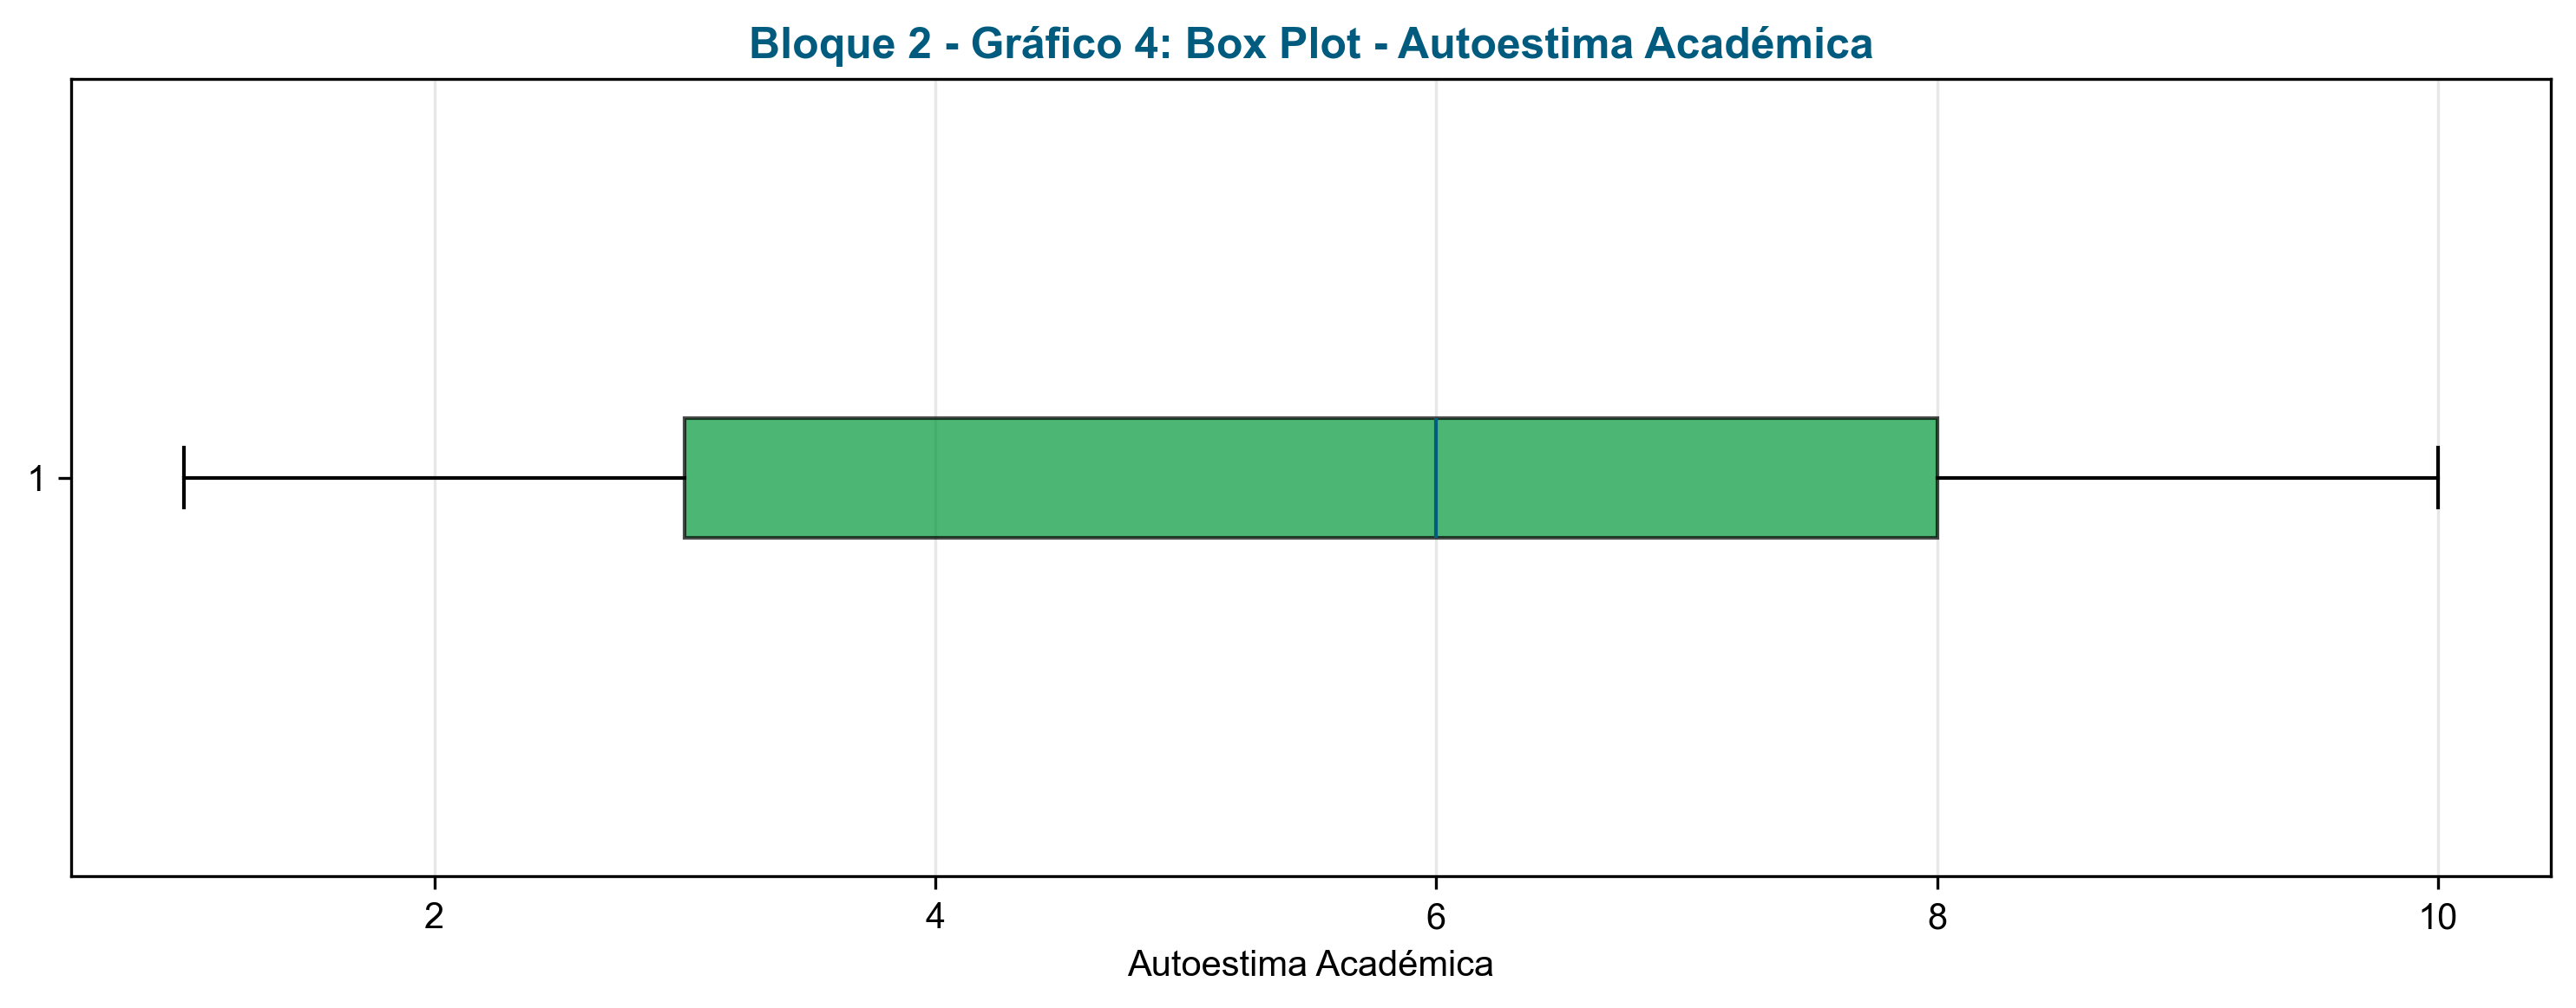 Bloque 2 - Gráfico 4: Box Plot - Autoestima Académica
1
2 4 6 8 10
Autoestima Académica